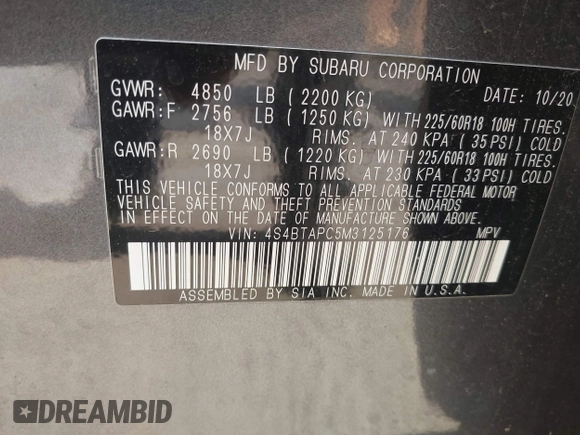 MFD BY SUBARU CORPORATION DATE: 10/20
GVWR: 4850 LB (2200 KG)
GAWR:F 2756 LB (1250 KG) WITH 225/60R18 100H TIRES.
18X7J RIMS. AT 240 KPA (35 PSI) COLD
GAWR:R 2690 LB (1220 KG) WITH 225/60R18 100H TIRES.
18X7J RIMS. AT 230 KPA (33 PSI) COLD
THIS VEHICLE CONFORMS TO ALL APPLICABLE FEDERAL MOTOR
VEHICLE SAFETY AND THEFT PREVENTION STANDARDS
IN EFFECT ON THE DATE OF MANUFACTURE SHOWN ABOVE.
VIN: 4S4BTAPC5M3125176 MPV
ASSEMBLED BY SIA INC. MADE IN U.S.A.
DREAMBID